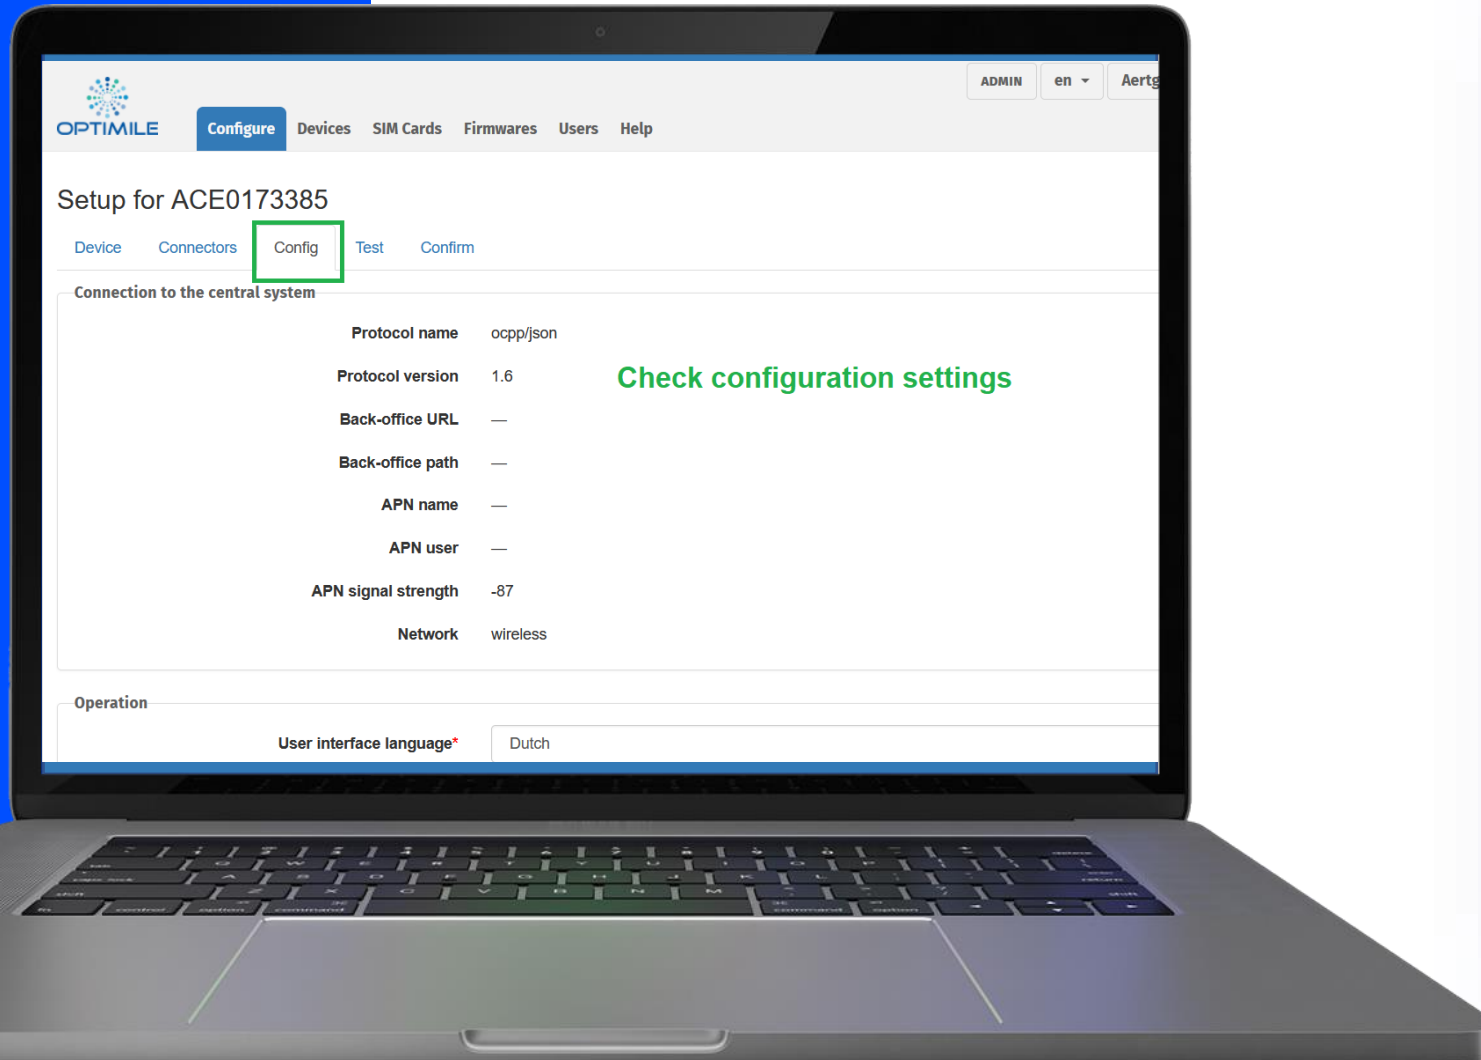 ADMIN en Aertg
OPTIMILE
Configure Devices SIM Cards Firmwares Users Help
Setup for ACE0173385
Device Connectors Config Test Confirm
Connection to the central system
Protocol name ocpp/json
Protocol version 1.6
Check configuration settings
Back-office URL —
Back-office path —
APN name —
APN user —
APN signal strength -87
Network wireless
Operation
User interface language* Dutch